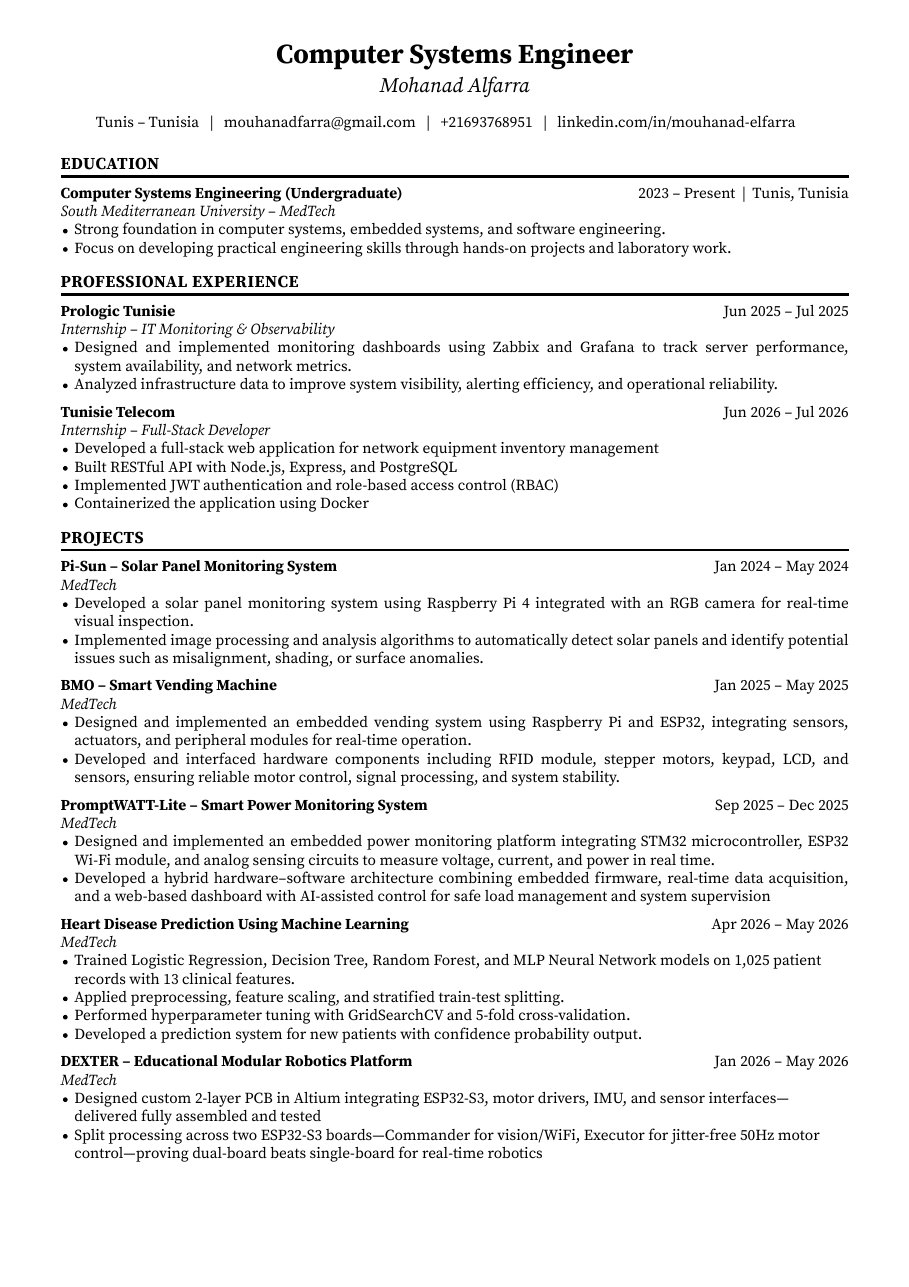 Computer Systems Engineer
Mohanad Alfarra
Tunis – Tunisia | mouhanadfarra@gmail.com | +21693768951 | linkedin.com/in/mouhanad-elfarra
EDUCATION
Computer Systems Engineering (Undergraduate) 2023 – Present | Tunis, Tunisia
South Mediterranean University – MedTech
• Strong foundation in computer systems, embedded systems, and software engineering.
• Focus on developing practical engineering skills through hands-on projects and laboratory work.
PROFESSIONAL EXPERIENCE
Prologic Tunisie Jun 2025 – Jul 2025
Internship – IT Monitoring & Observability
• Designed and implemented monitoring dashboards using Zabbix and Grafana to track server performance,
system availability, and network metrics.
• Analyzed infrastructure data to improve system visibility, alerting efficiency, and operational reliability.
Tunisie Telecom Jun 2026 – Jul 2026
Internship – Full-Stack Developer
• Developed a full-stack web application for network equipment inventory management
• Built RESTful API with Node.js, Express, and PostgreSQL
• Implemented JWT authentication and role-based access control (RBAC)
• Containerized the application using Docker
PROJECTS
Pi-Sun – Solar Panel Monitoring System Jan 2024 – May 2024
MedTech
• Developed a solar panel monitoring system using Raspberry Pi 4 integrated with an RGB camera for real-time
visual inspection.
• Implemented image processing and analysis algorithms to automatically detect solar panels and identify potential
issues such as misalignment, shading, or surface anomalies.
BMO – Smart Vending Machine Jan 2025 – May 2025
MedTech
• Designed and implemented an embedded vending system using Raspberry Pi and ESP32, integrating sensors,
actuators, and peripheral modules for real-time operation.
• Developed and interfaced hardware components including RFID module, stepper motors, keypad, LCD, and
sensors, ensuring reliable motor control, signal processing, and system stability.
PromptWATT-Lite – Smart Power Monitoring System Sep 2025 – Dec 2025
MedTech
• Designed and implemented an embedded power monitoring platform integrating STM32 microcontroller, ESP32
Wi-Fi module, and analog sensing circuits to measure voltage, current, and power in real time.
• Developed a hybrid hardware–software architecture combining embedded firmware, real-time data acquisition,
and a web-based dashboard with AI-assisted control for safe load management and system supervision
Heart Disease Prediction Using Machine Learning Apr 2026 – May 2026
MedTech
• Trained Logistic Regression, Decision Tree, Random Forest, and MLP Neural Network models on 1,025 patient
records with 13 clinical features.
• Applied preprocessing, feature scaling, and stratified train-test splitting.
• Performed hyperparameter tuning with GridSearchCV and 5-fold cross-validation.
• Developed a prediction system for new patients with confidence probability output.
DEXTER – Educational Modular Robotics Platform Jan 2026 – May 2026
MedTech
• Designed custom 2-layer PCB in Altium integrating ESP32-S3, motor drivers, IMU, and sensor interfaces—
delivered fully assembled and tested
• Split processing across two ESP32-S3 boards—Commander for vision/WiFi, Executor for jitter-free 50Hz motor
control—proving dual-board beats single-board for real-time robotics